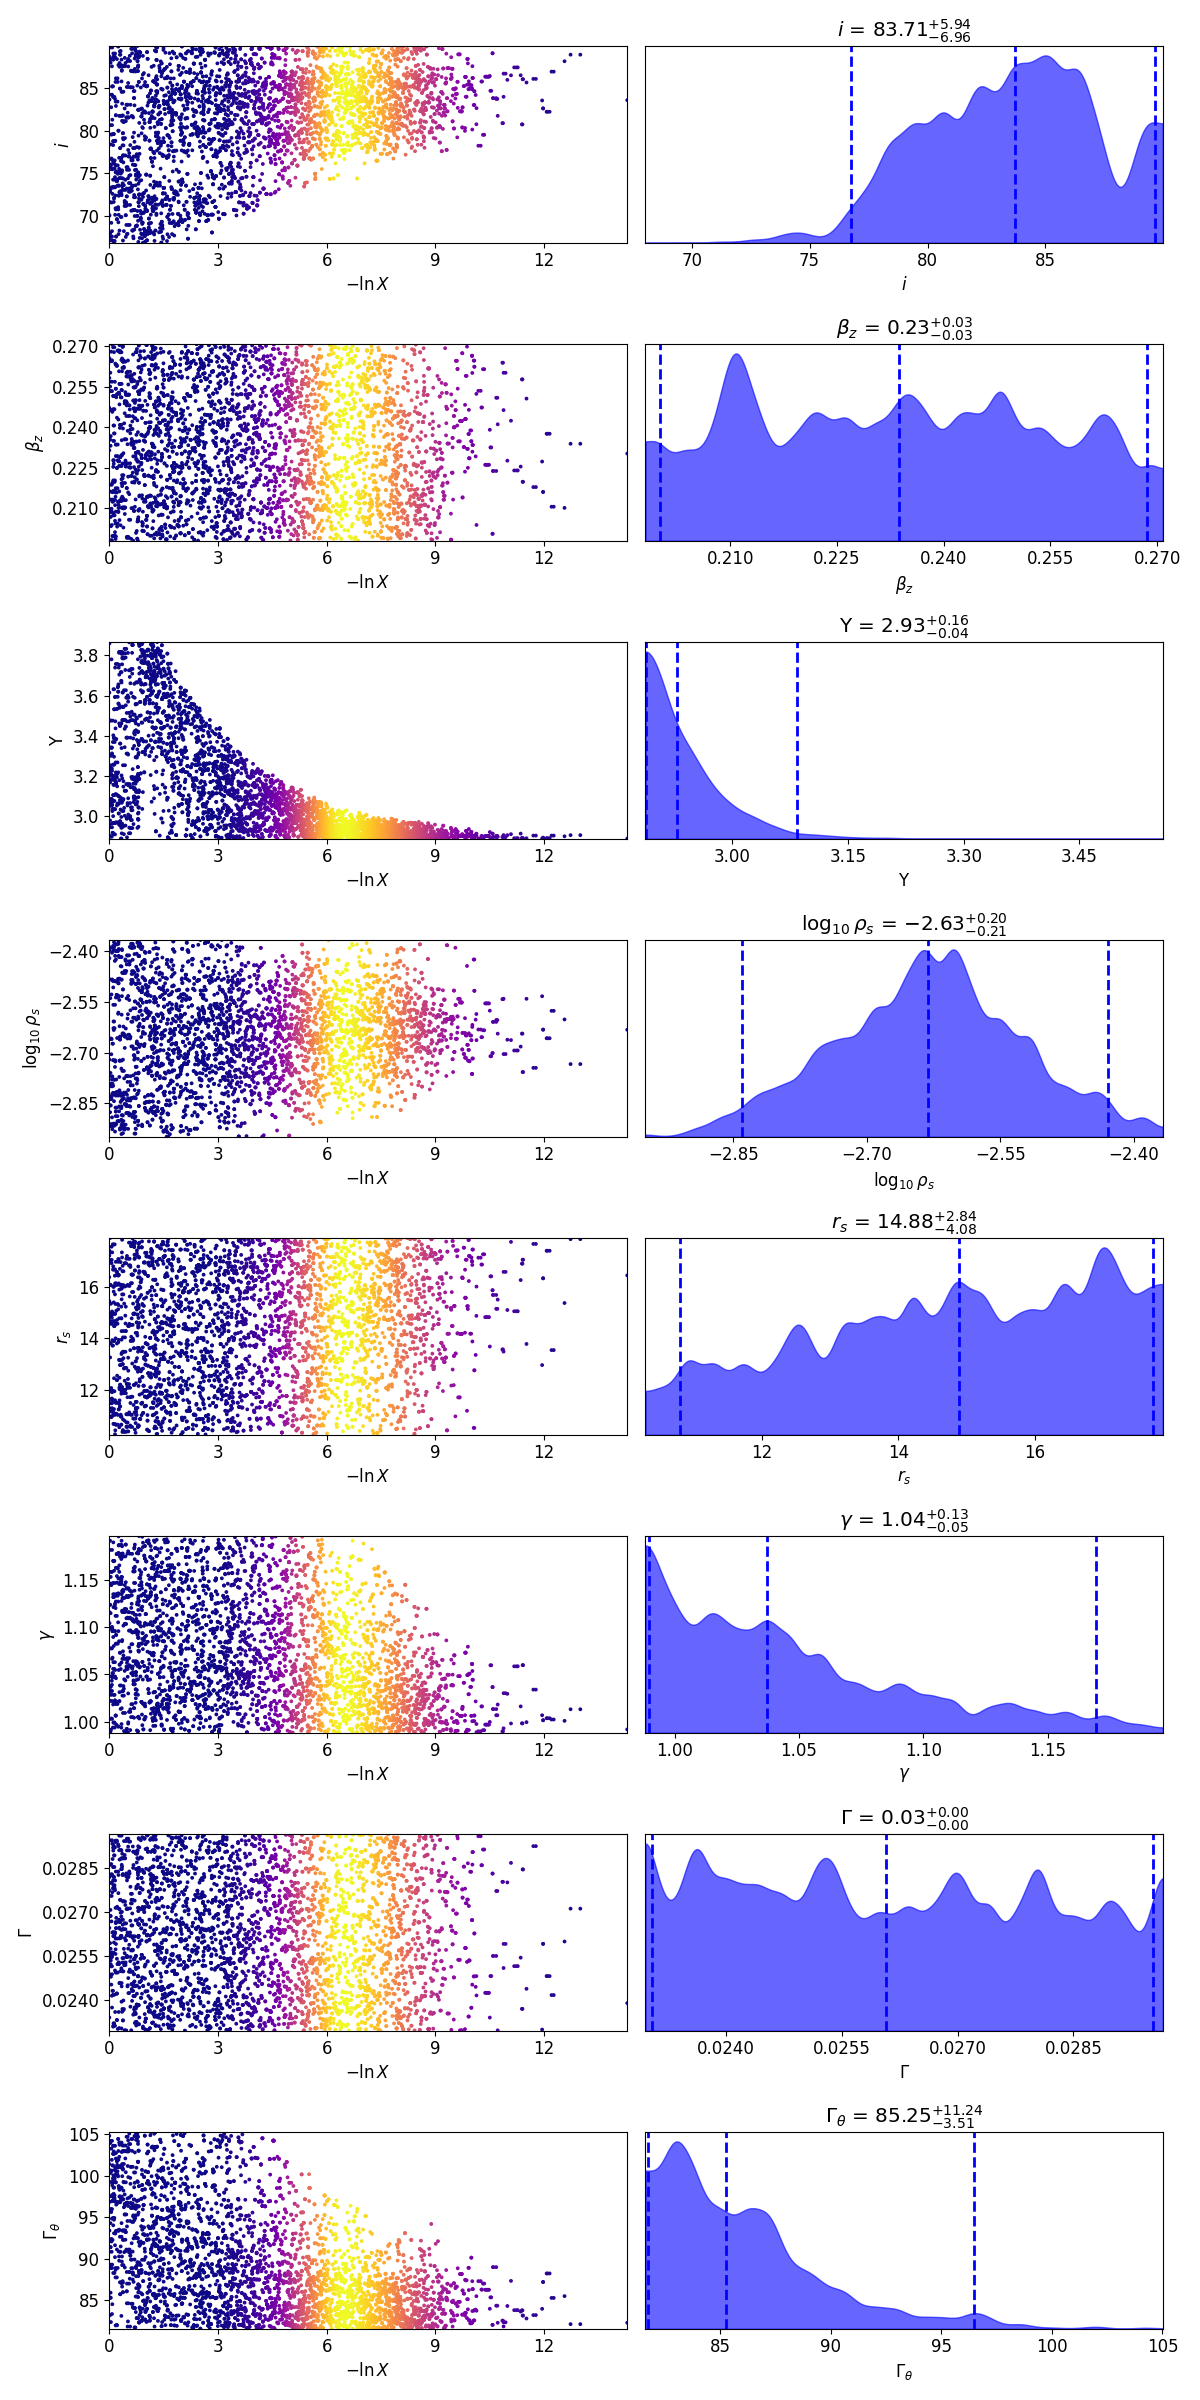 i = 83.71 +5.94 −6.96
85
80
75
70
i
0 3 6 9 12
70 75 80 85
−ln X
i
β_z = 0.23 +0.03 −0.03
0.270
0.255
0.240
0.225
0.210
β_z
0 3 6 9 12
0.210 0.225 0.240 0.255 0.270
−ln X
β_z
Υ = 2.93 +0.16 −0.04
3.8
3.6
3.4
3.2
3.0
Υ
0 3 6 9 12
3.00 3.15 3.30 3.45
−ln X
Υ
log₁₀ ρ_s = −2.63 +0.20 −0.21
−2.40
−2.55
−2.70
−2.85
log₁₀ ρ_s
0 3 6 9 12
−2.85 −2.70 −2.55 −2.40
−ln X
log₁₀ ρ_s
r_s = 14.88 +2.84 −4.08
16
14
12
r_s
0 3 6 9 12
12 14 16
−ln X
r_s
γ = 1.04 +0.13 −0.05
1.15
1.10
1.05
1.00
γ
0 3 6 9 12
1.00 1.05 1.10 1.15
−ln X
γ
Γ = 0.03 +0.00 −0.00
0.0285
0.0270
0.0255
0.0240
Γ
0 3 6 9 12
0.0240 0.0255 0.0270 0.0285
−ln X
Γ
Γ_θ = 85.25 +11.24 −3.51
105
100
95
90
85
Γ_θ
0 3 6 9 12
85 90 95 100 105
−ln X
Γ_θ